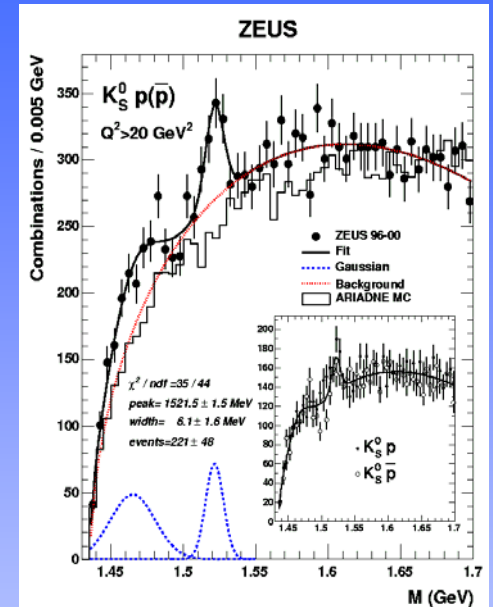 ZEUS
Combinations / 0.005 GeV
350
300
250
200
150
100
50
0
K⁰_S p(p̄)
Q²>20 GeV²
ZEUS 96-00
Fit
Gaussian
Background
ARIADNE MC
χ² / ndf =35 / 44
peak= 1521.5 ± 1.5 MeV
width= 6.1 ± 1.6 MeV
events=221 ± 48
200
180
160
140
120
100
80
60
40
20
0
K⁰_S p
K⁰_S p̄
1.45 1.5 1.55 1.6 1.65 1.7
1.45 1.5 1.55 1.6 1.65 1.7
M (GeV)